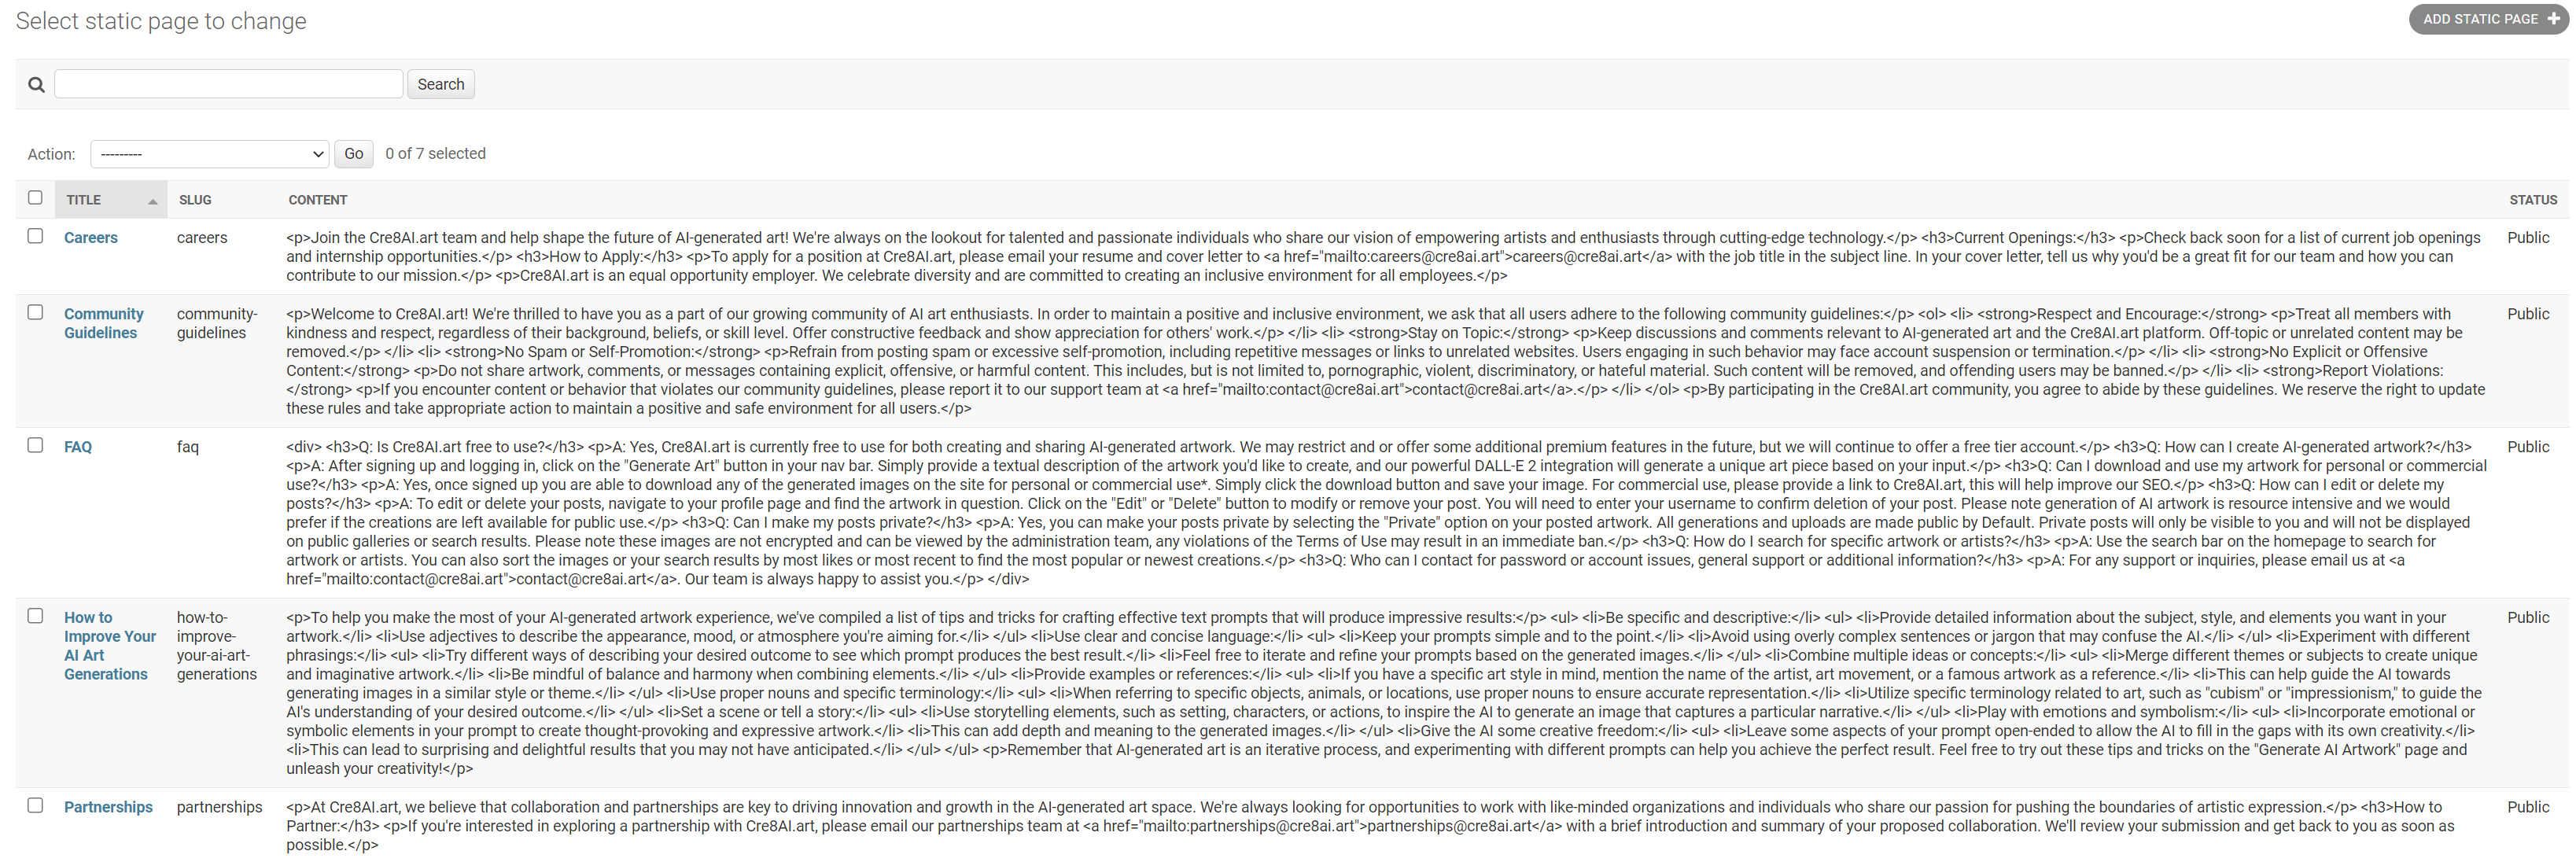 Select static page to change
ADD STATIC PAGE
Search
Action: --------- Go 0 of 7 selected
TITLE SLUG CONTENT STATUS
Careers careers <p>Join the Cre8AI.art team and help shape the future of AI-generated art! We're always on the lookout for talented and passionate individuals who share our vision of empowering artists and enthusiasts through cutting-edge technology.</p> <h3>Current Openings:</h3> <p>Check back soon for a list of current job openings Public
and internship opportunities.</p> <h3>How to Apply:</h3> <p>To apply for a position at Cre8AI.art, please email your resume and cover letter to <a href="mailto:careers@cre8ai.art">careers@cre8ai.art</a> with the job title in the subject line. In your cover letter, tell us why you'd be a great fit for our team and how you can
contribute to our mission.</p> <p>Cre8AI.art is an equal opportunity employer. We celebrate diversity and are committed to creating an inclusive environment for all employees.</p>
Community community- <p>Welcome to Cre8AI.art! We're thrilled to have you as a part of our growing community of AI art enthusiasts. In order to maintain a positive and inclusive environment, we ask that all users adhere to the following community guidelines:</p> <ol> <li> <strong>Respect and Encourage:</strong> <p>Treat all members with Public
Guidelines guidelines kindness and respect, regardless of their background, beliefs, or skill level. Offer constructive feedback and show appreciation for others' work.</p> </li> <li> <strong>Stay on Topic:</strong> <p>Keep discussions and comments relevant to AI-generated art and the Cre8AI.art platform. Off-topic or unrelated content may be
removed.</p> </li> <li> <strong>No Spam or Self-Promotion:</strong> <p>Refrain from posting spam or excessive self-promotion, including repetitive messages or links to unrelated websites. Users engaging in such behavior may face account suspension or termination.</p> </li> <li> <strong>No Explicit or Offensive
Content:</strong> <p>Do not share artwork, comments, or messages containing explicit, offensive, or harmful content. This includes, but is not limited to, pornographic, violent, discriminatory, or hateful material. Such content will be removed, and offending users may be banned.</p> </li> <li> <strong>Report Violations:
</strong> <p>If you encounter content or behavior that violates our community guidelines, please report it to our support team at <a href="mailto:contact@cre8ai.art">contact@cre8ai.art</a>.</p> </li> </ol> <p>By participating in the Cre8AI.art community, you agree to abide by these guidelines. We reserve the right to update
these rules and take appropriate action to maintain a positive and safe environment for all users.</p>
FAQ faq <div> <h3>Q: Is Cre8AI.art free to use?</h3> <p>A: Yes, Cre8AI.art is currently free to use for both creating and sharing AI-generated artwork. We may restrict and or offer some additional premium features in the future, but we will continue to offer a free tier account.</p> <h3>Q: How can I create AI-generated artwork?</h3> Public
<p>A: After signing up and logging in, click on the "Generate Art" button in your nav bar. Simply provide a textual description of the artwork you'd like to create, and our powerful DALL-E 2 integration will generate a unique art piece based on your input.</p> <h3>Q: Can I download and use my artwork for personal or commercial
use?</h3> <p>A: Yes, once signed up you are able to download any of the generated images on the site for personal or commercial use*. Simply click the download button and save your image. For commercial use, please provide a link to Cre8AI.art, this will help improve our SEO.</p> <h3>Q: How can I edit or delete my
posts?</h3> <p>A: To edit or delete your posts, navigate to your profile page and find the artwork in question. Click on the "Edit" or "Delete" button to modify or remove your post. You will need to enter your username to confirm deletion of your post. Please note generation of AI artwork is resource intensive and we would
prefer if the creations are left available for public use.</p> <h3>Q: Can I make my posts private?</h3> <p>A: Yes, you can make your posts private by selecting the "Private" option on your posted artwork. All generations and uploads are made public by Default. Private posts will only be visible to you and will not be displayed
on public galleries or search results. Please note these images are not encrypted and can be viewed by the administration team, any violations of the Terms of Use may result in an immediate ban.</p> <h3>Q: How do I search for specific artwork or artists?</h3> <p>A: Use the search bar on the homepage to search for
artwork or artists. You can also sort the images or your search results by most likes or most recent to find the most popular or newest creations.</p> <h3>Q: Who can I contact for password or account issues, general support or additional information?</h3> <p>A: For any support or inquiries, please email us at <a
href="mailto:contact@cre8ai.art">contact@cre8ai.art</a>. Our team is always happy to assist you.</p> </div>
How to how-to- <p>To help you make the most of your AI-generated artwork experience, we've compiled a list of tips and tricks for crafting effective text prompts that will produce impressive results:</p> <ul> <li>Be specific and descriptive:</li> <ul> <li>Provide detailed information about the subject, style, and elements you want in your Public
Improve Your improve- artwork.</li> <li>Use adjectives to describe the appearance, mood, or atmosphere you're aiming for.</li> </ul> <li>Use clear and concise language:</li> <ul> <li>Keep your prompts simple and to the point.</li> <li>Avoid using overly complex sentences or jargon that may confuse the AI.</li> </ul> <li>Experiment with different
AI Art your-ai-art- phrasings:</li> <ul> <li>Try different ways of describing your desired outcome to see which prompt produces the best result.</li> <li>Feel free to iterate and refine your prompts based on the generated images.</li> </ul> <li>Combine multiple ideas or concepts:</li> <ul> <li>Merge different themes or subjects to create unique
Generations generations and imaginative artwork.</li> <li>Be mindful of balance and harmony when combining elements.</li> </ul> <li>Provide examples or references:</li> <ul> <li>If you have a specific art style in mind, mention the name of the artist, art movement, or a famous artwork as a reference.</li> <li>This can help guide the AI towards
generating images in a similar style or theme.</li> </ul> <li>Use proper nouns and specific terminology:</li> <ul> <li>When referring to specific objects, animals, or locations, use proper nouns to ensure accurate representation.</li> <li>Utilize specific terminology related to art, such as "cubism" or "impressionism," to guide the
AI's understanding of your desired outcome.</li> </ul> <li>Set a scene or tell a story:</li> <ul> <li>Use storytelling elements, such as setting, characters, or actions, to inspire the AI to generate an image that captures a particular narrative.</li> </ul> <li>Play with emotions and symbolism:</li> <ul> <li>Incorporate emotional or
symbolic elements in your prompt to create thought-provoking and expressive artwork.</li> <li>This can add depth and meaning to the generated images.</li> </ul> <li>Give the AI some creative freedom:</li> <ul> <li>Leave some aspects of your prompt open-ended to allow the AI to fill in the gaps with its own creativity.</li>
<li>This can lead to surprising and delightful results that you may not have anticipated.</li> </ul> </ul> <p>Remember that AI-generated art is an iterative process, and experimenting with different prompts can help you achieve the perfect result. Feel free to try out these tips and tricks on the "Generate AI Artwork" page and
unleash your creativity!</p>
Partnerships partnerships <p>At Cre8AI.art, we believe that collaboration and partnerships are key to driving innovation and growth in the AI-generated art space. We're always looking for opportunities to work with like-minded organizations and individuals who share our passion for pushing the boundaries of artistic expression.</p> <h3>How to Public
Partner:</h3> <p>If you're interested in exploring a partnership with Cre8AI.art, please email our partnerships team at <a href="mailto:partnerships@cre8ai.art">partnerships@cre8ai.art</a> with a brief introduction and summary of your proposed collaboration. We'll review your submission and get back to you as soon as
possible.</p>